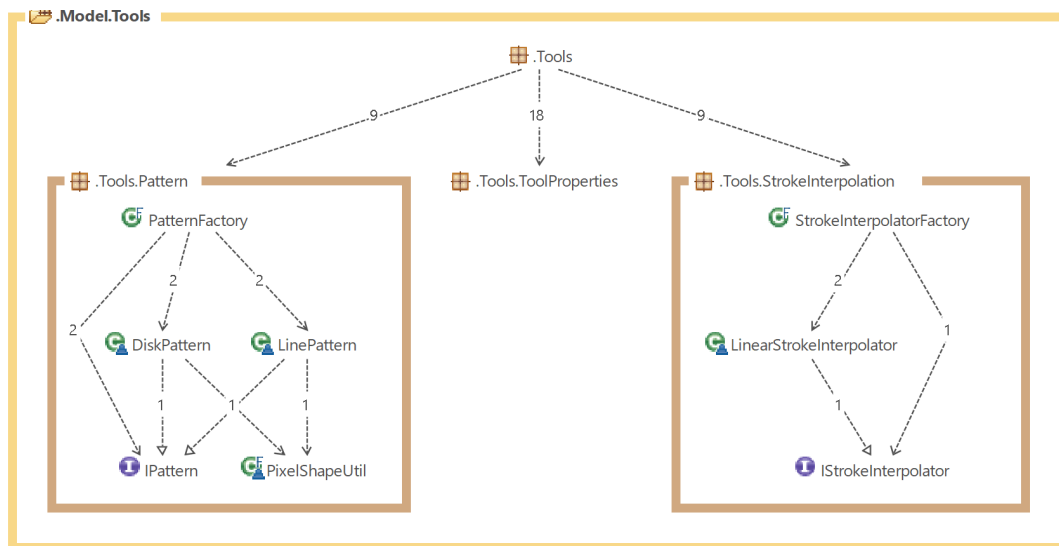 .Model.Tools
.Tools
9
18
9
.Tools.Pattern
.Tools.ToolProperties
.Tools.StrokeInterpolation
C F PatternFactory
C F StrokeInterpolatorFactory
2
2
2
2
1
C DiskPattern
C LinePattern
C LinearStrokeInterpolator
1
1
1
1
I IPattern
C F PixelShapeUtil
I IStrokeInterpolator